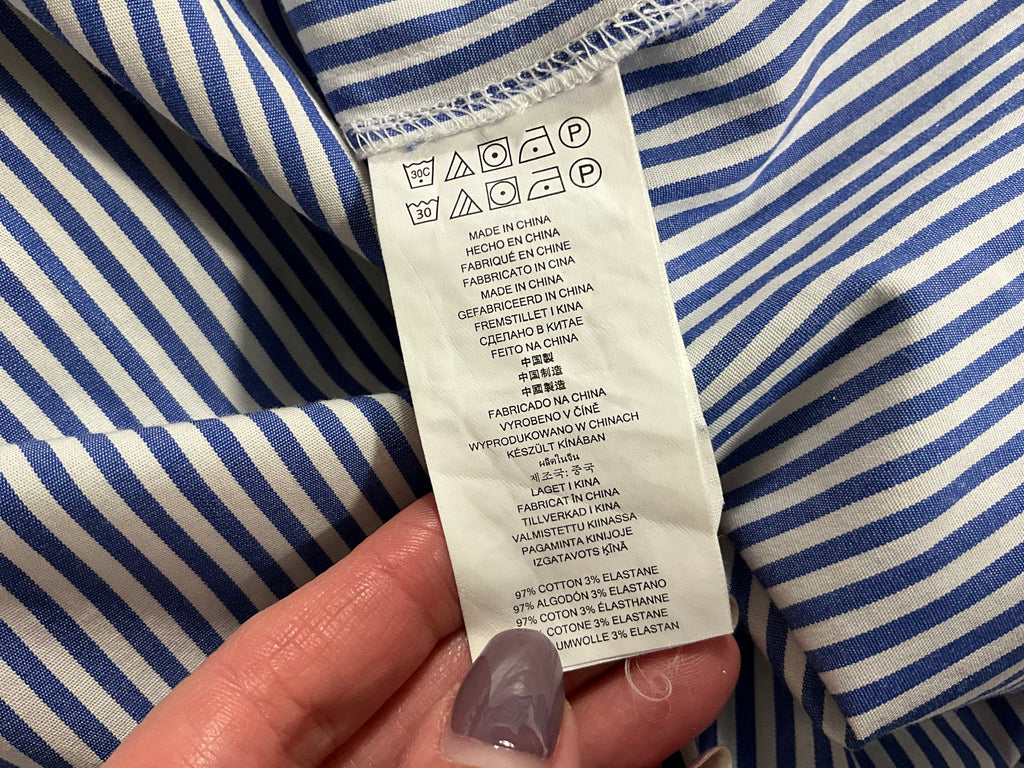 30C P
30 P
MADE IN CHINA
HECHO EN CHINA
FABRIQUÉ EN CHINE
FABBRICATO IN CINA
MADE IN CHINA
GEFABRICEERD IN CHINA
FREMSTILLET I KINA
СДЕЛАНО В КИТАЕ
FEITO NA CHINA
中国製
中国制造
中國製造
FABRICADO NA CHINA
VYROBENO V ČÍNĚ
WYPRODUKOWANO W CHINACH
KÉSZÜLT KÍNÁBAN
ผลิตในจีน
제조국: 중국
LAGET I KINA
FABRICAT ÎN CHINA
TILLVERKAD I KINA
VALMISTETTU KIINASSA
PAGAMINTA KINIJOJE
IZGATAVOTS ĶĪNĀ
97% COTTON 3% ELASTANE
97% ALGODÓN 3% ELASTANO
97% COTON 3% ÉLASTHANNE
COTONE 3% ELASTANE
UMWOLLE 3% ELASTAN